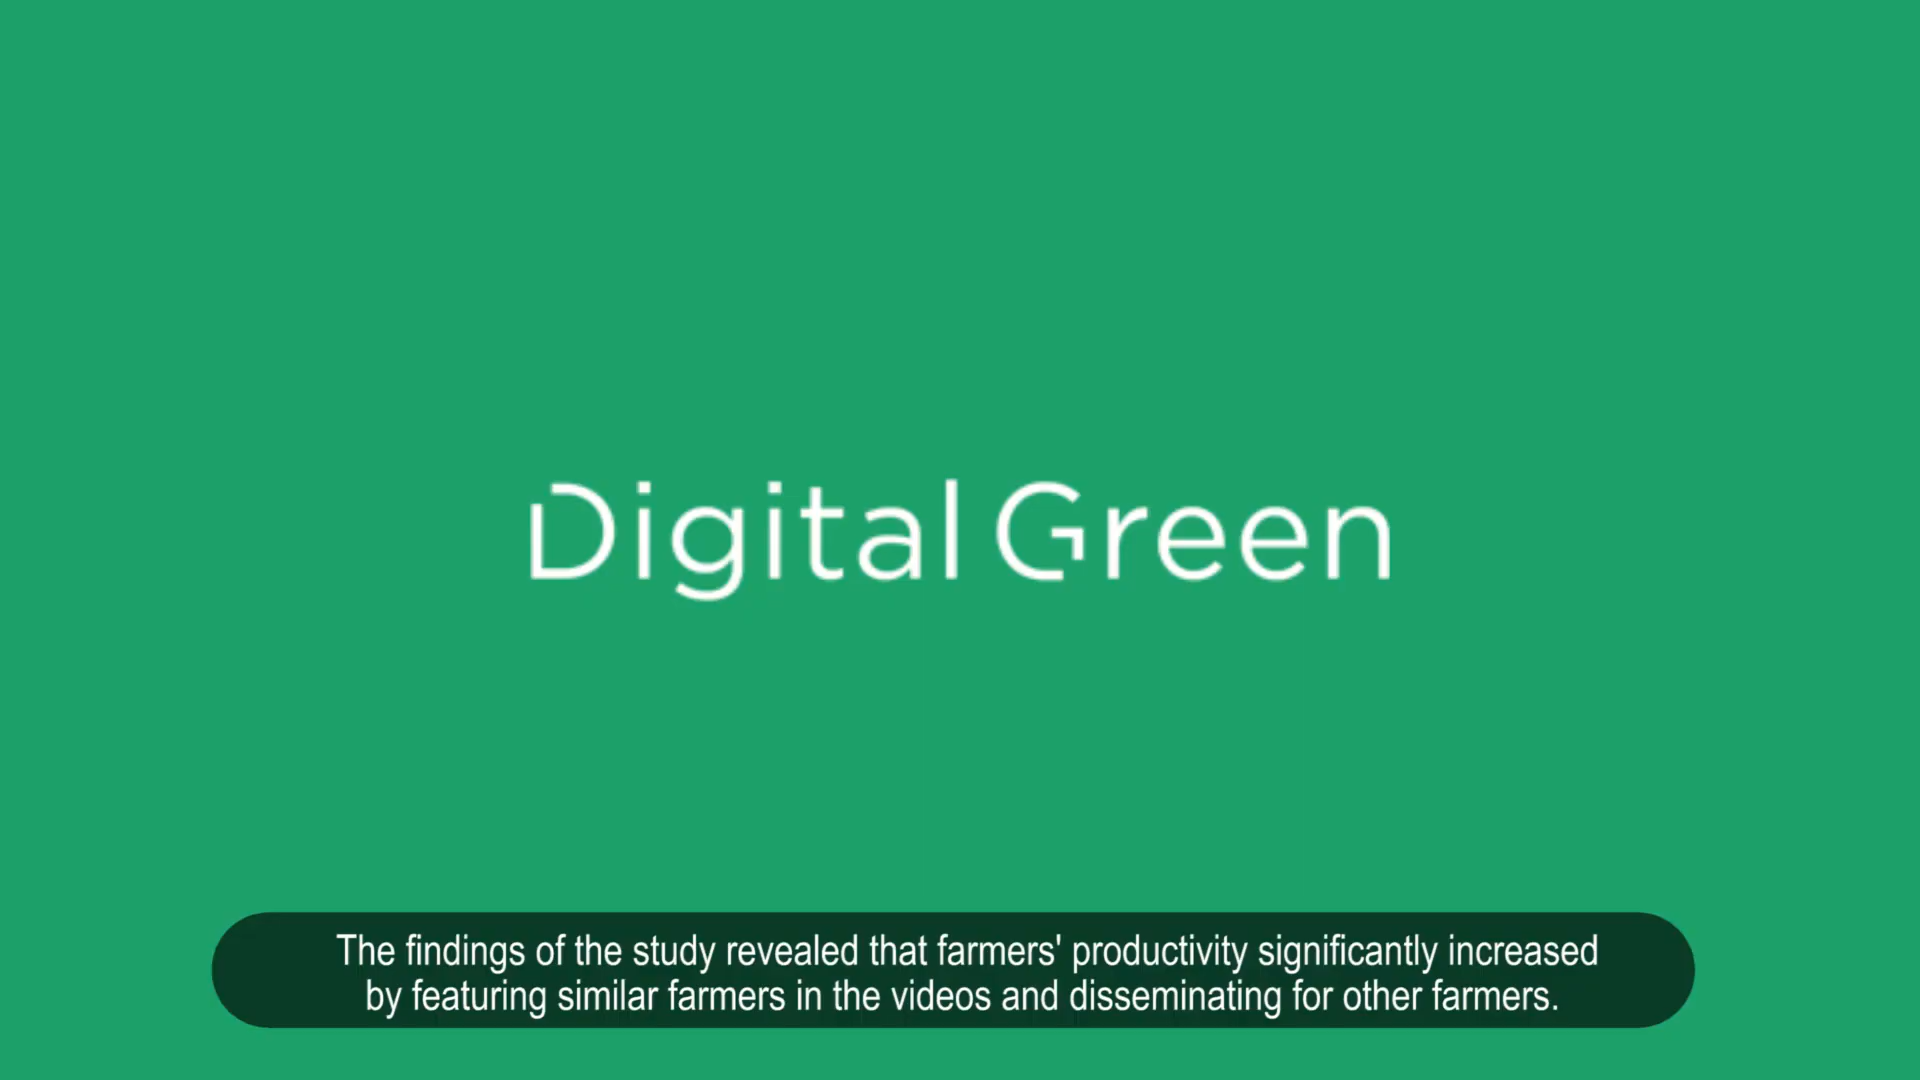 Digital Green
The findings of the study revealed that farmers' productivity significantly increased
by featuring similar farmers in the videos and disseminating for other farmers.